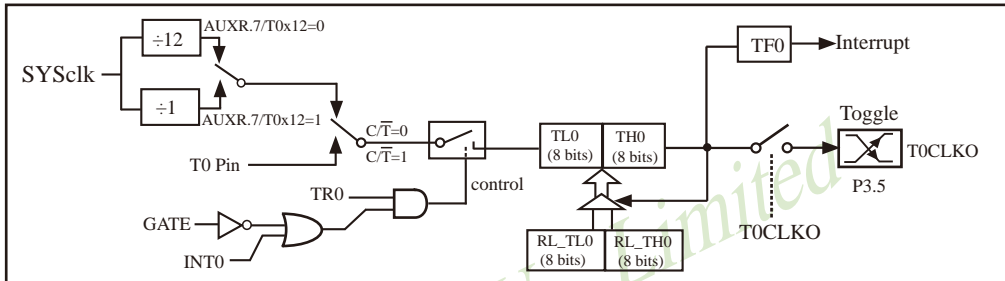 ÷12
AUXR.7/T0x12=0
SYSclk
÷1
AUXR.7/T0x12=1
T0 Pin
C/T̅=0
C/T̅=1
TR0
GATE
INT0
control
TL0
(8 bits)
TH0
(8 bits)
RL_TL0
(8 bits)
RL_TH0
(8 bits)
TF0
Interrupt
Toggle
T0CLKO
P3.5
T0CLKO
Limited